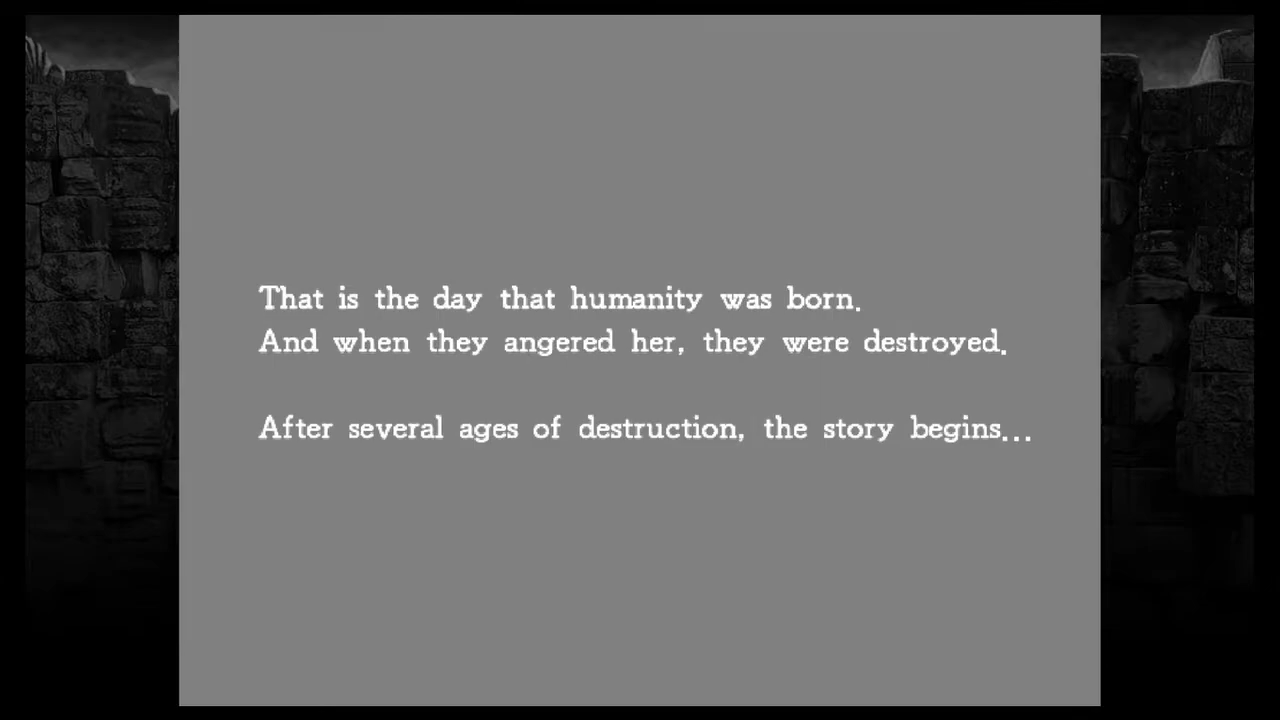 That is the day that humanity was born.
And when they angered her, they were destroyed.
After several ages of destruction, the story begins...